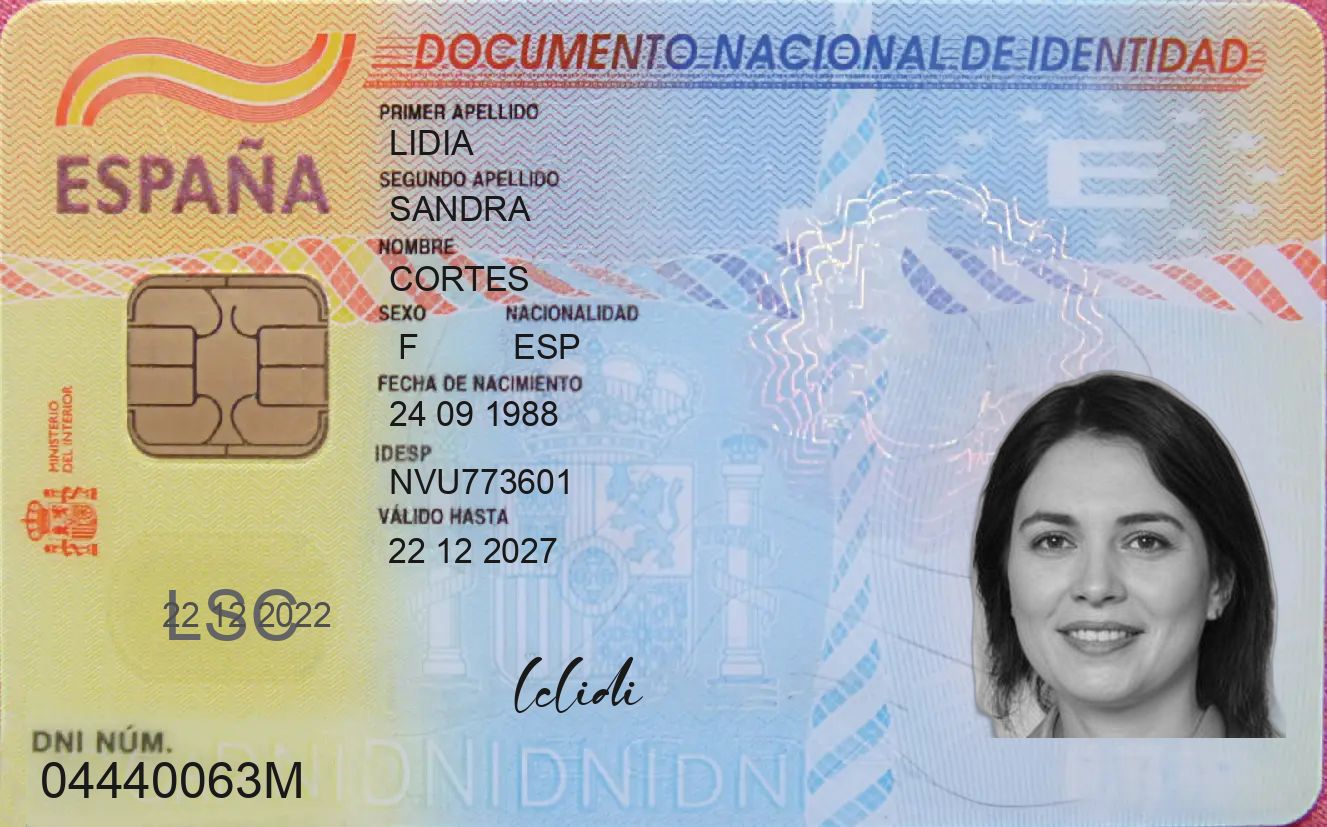 DOCUMENTO NACIONAL DE IDENTIDAD
ESPAÑA
PRIMER APELLIDO
LIDIA
SEGUNDO APELLIDO
SANDRA
NOMBRE
CORTES
SEXO NACIONALIDAD
F ESP
FECHA DE NACIMIENTO
24 09 1988
IDESP
NVU773601
VÁLIDO HASTA
22 12 2027
MINISTERIO
DEL INTERIOR
E
LSC
22 12 2022
DNI NÚM.
04440063M
DNIDNIDNIDNI